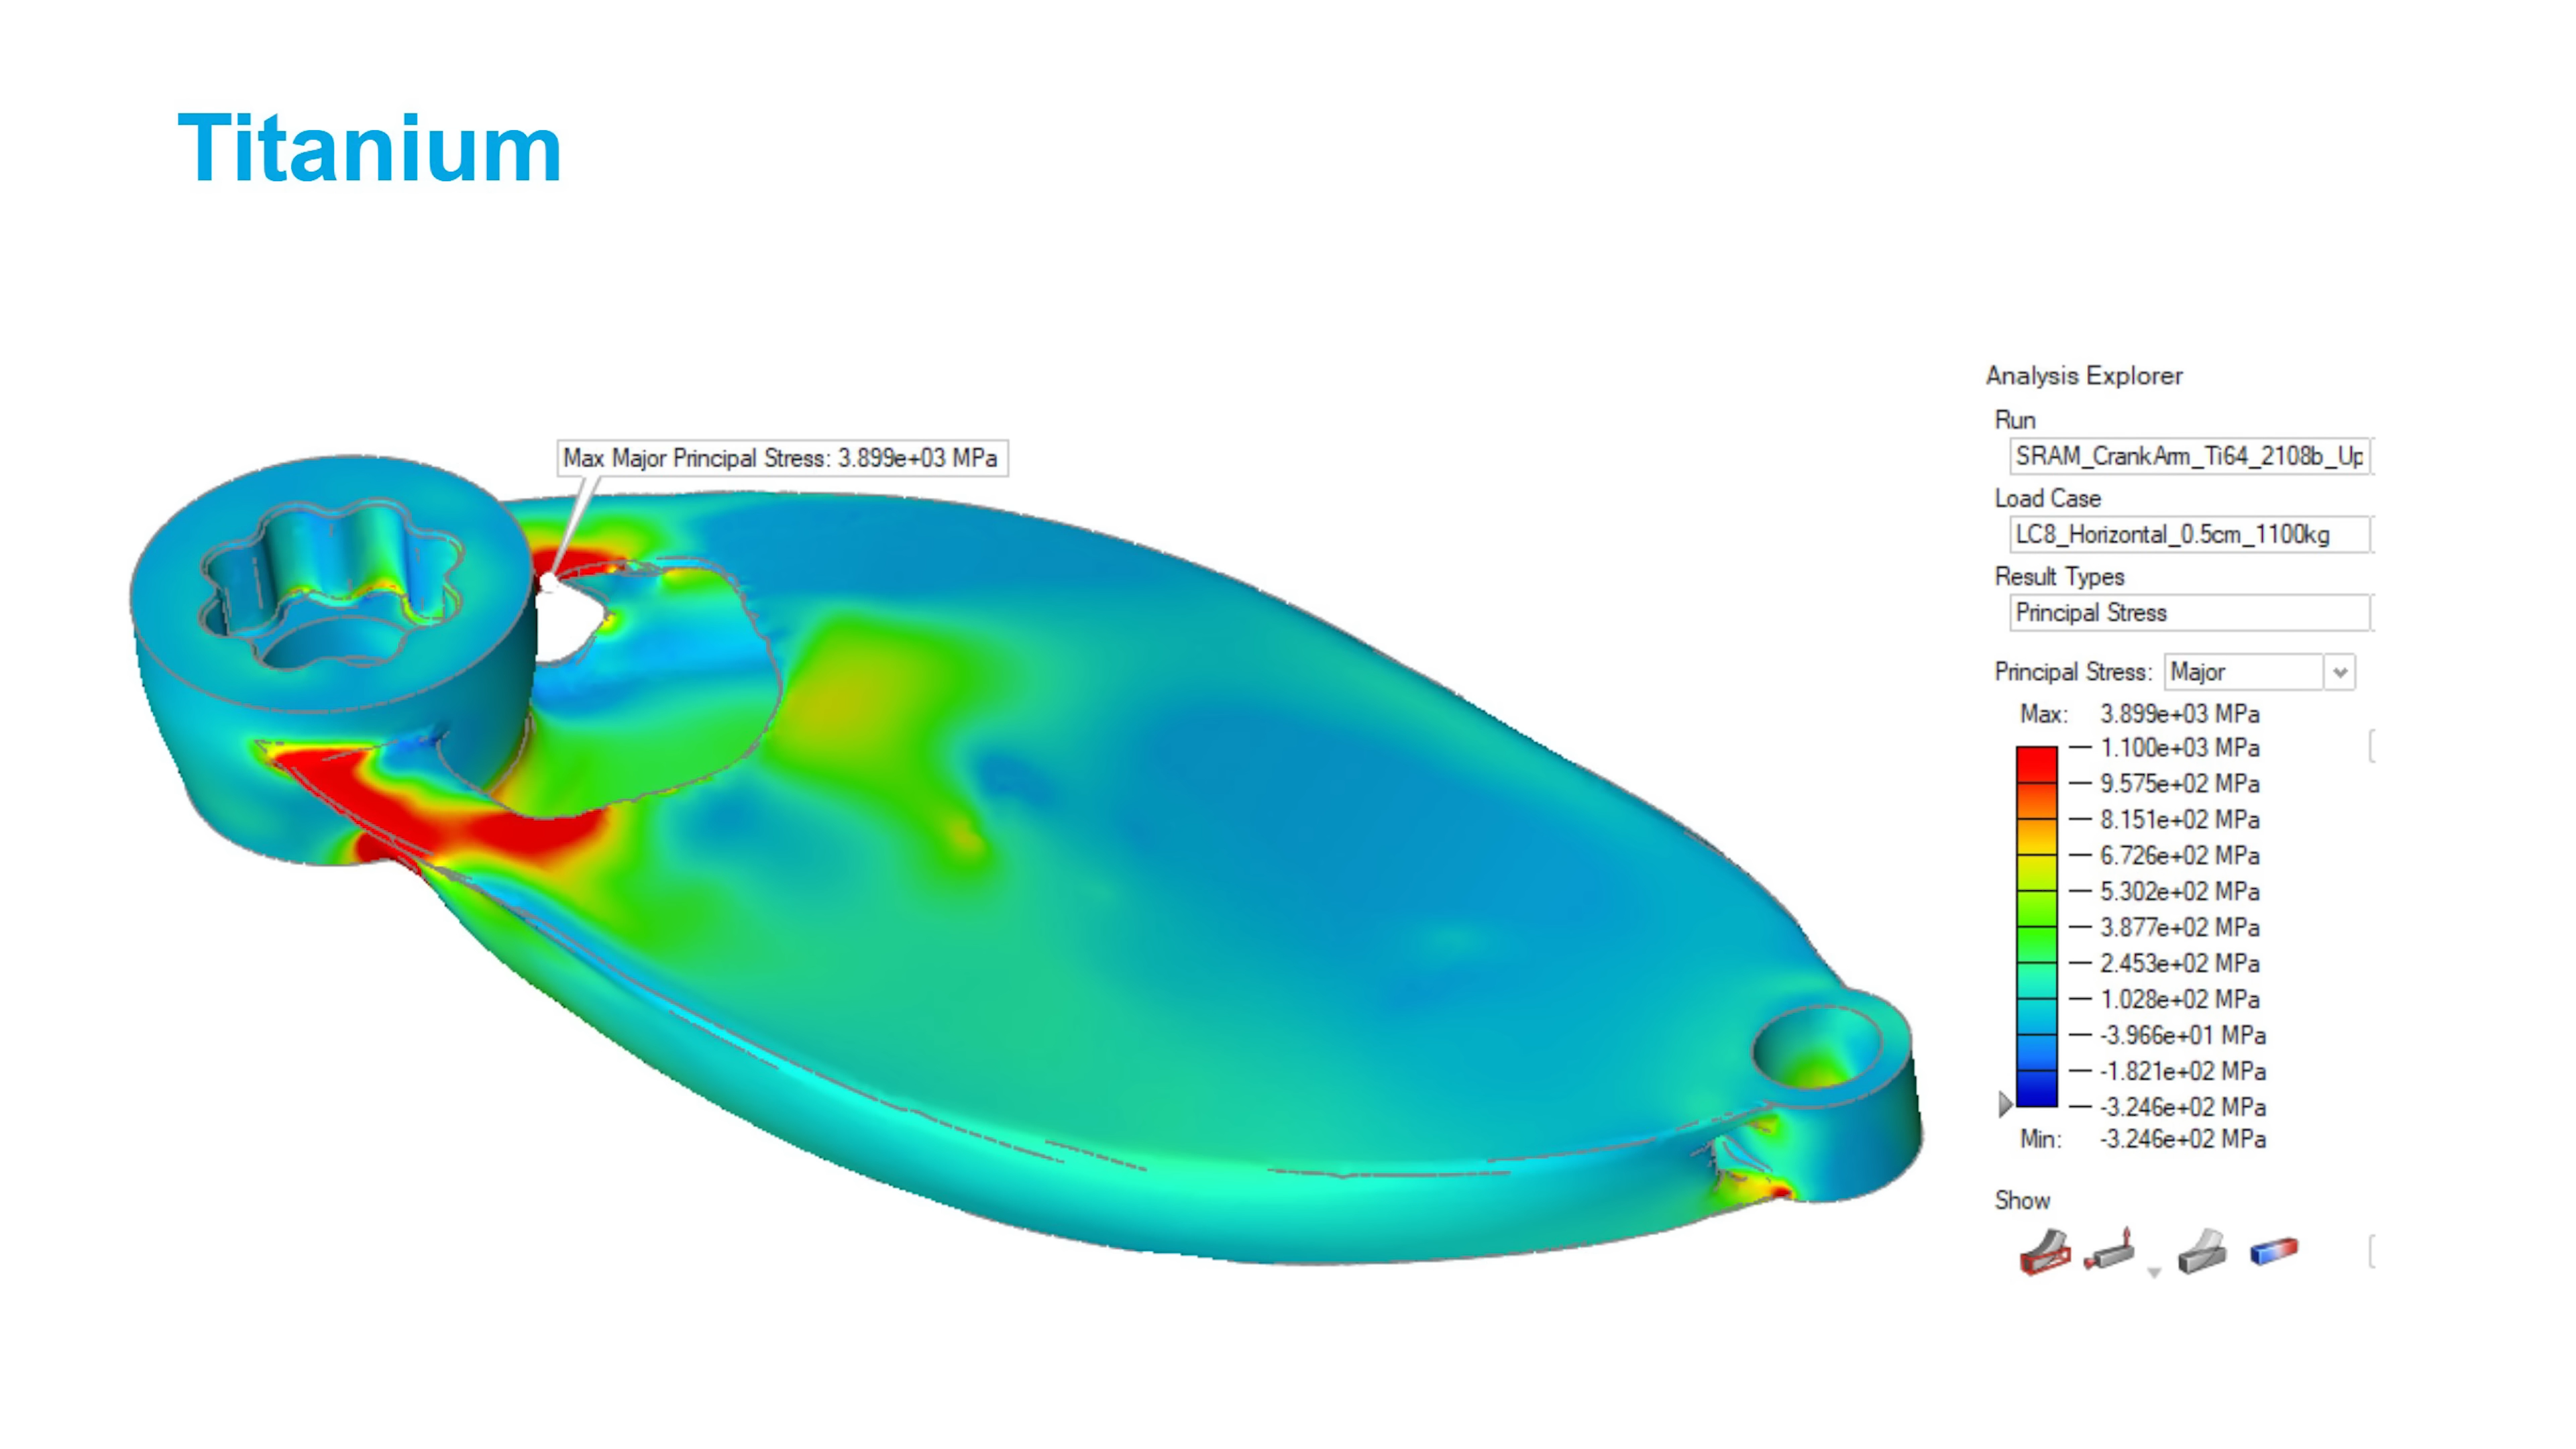 Titanium
Max Major Principal Stress: 3.899e+03 MPa
Analysis Explorer
Run
SRAM_CrankArm_Ti64_2108b_Up
Load Case
LC8_Horizontal_0.5cm_1100kg
Result Types
Principal Stress
Principal Stress: Major
Max: 3.899e+03 MPa
1.100e+03 MPa
9.575e+02 MPa
8.151e+02 MPa
6.726e+02 MPa
5.302e+02 MPa
3.877e+02 MPa
2.453e+02 MPa
1.028e+02 MPa
-3.966e+01 MPa
-1.821e+02 MPa
-3.246e+02 MPa
Min: -3.246e+02 MPa
Show